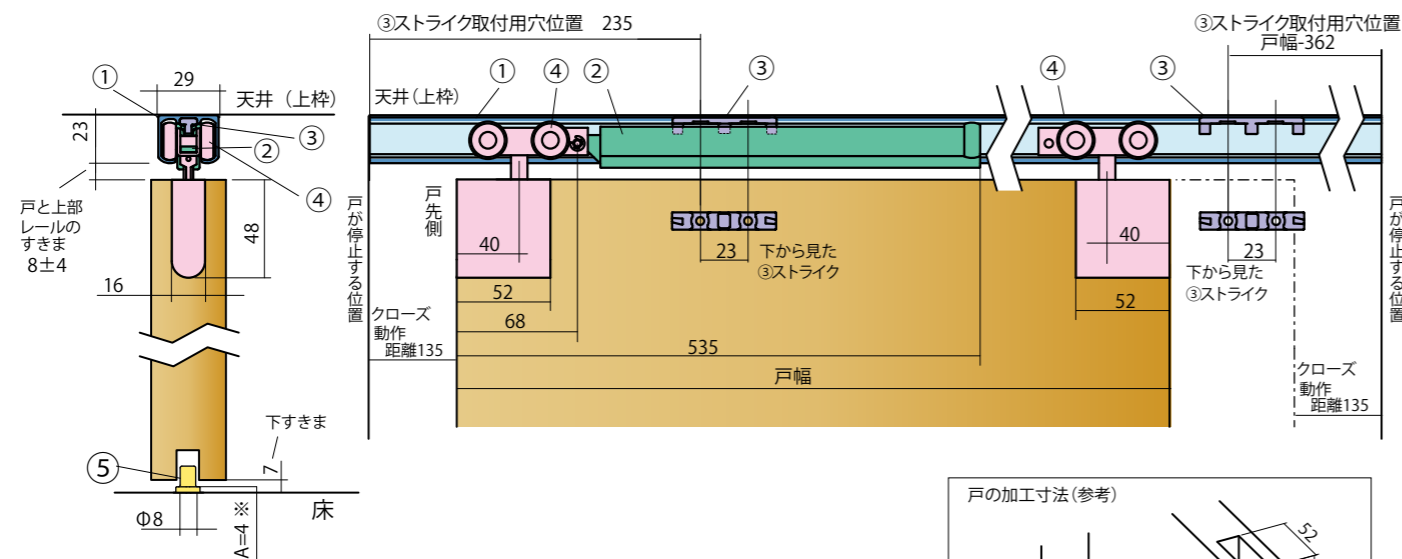 ③ストライク取付用穴位置 235
③ストライク取付用穴位置
戸幅-362
①
29
天井（上枠）
23
③
②
④
戸と上部
レールの
すきま
8±4
48
16
下すきま
7
⑤
Φ8
A=4 ※
床
天井（上枠）
①
④
②
③
④
③
戸が停止する位置
戸先側
40
52
68
23
下から見た
③ストライク
535
戸幅
40
52
23
下から見た
③ストライク
クローズ
動作
距離135
クローズ
動作
距離135
戸が停止する位置
戸の加工寸法（参考）
52